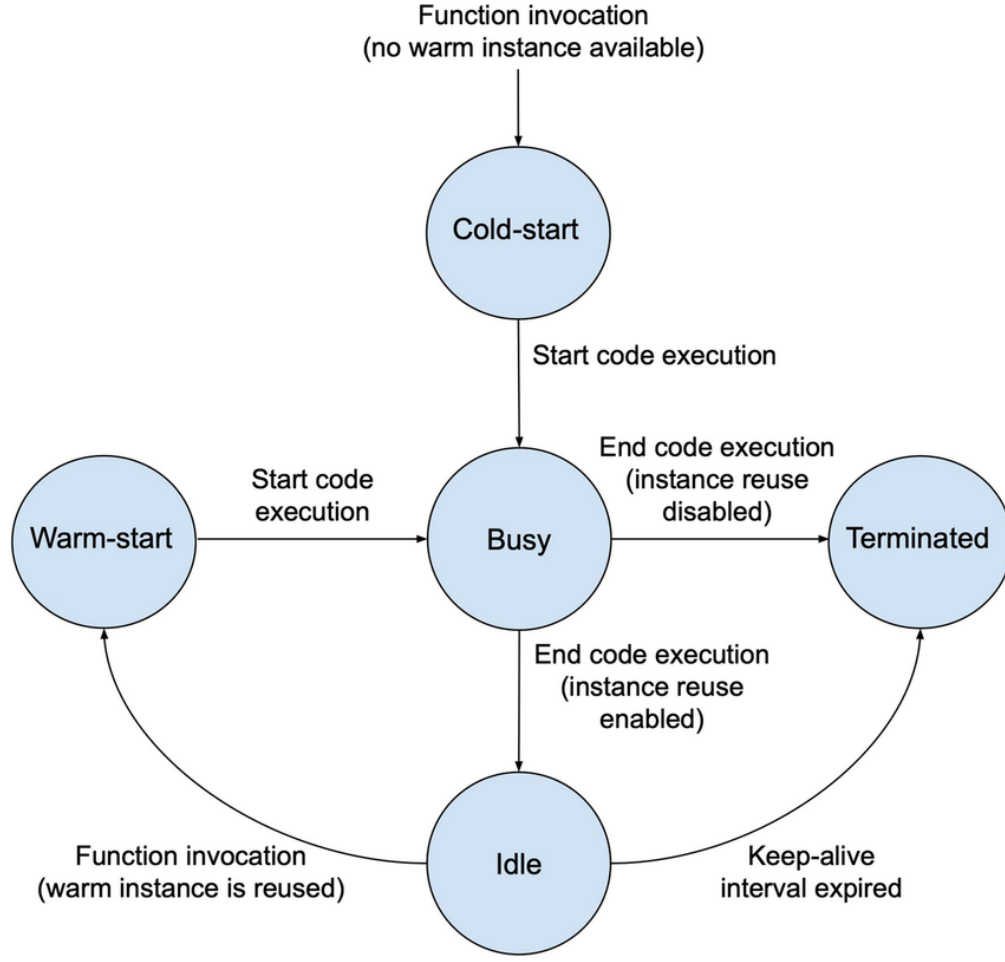 Function invocation
(no warm instance available)
Cold-start
Start code execution
End code execution
(instance reuse
disabled)
Start code
execution
Warm-start
Busy
Terminated
End code execution
(instance reuse
enabled)
Function invocation
(warm instance is reused)
Idle
Keep-alive
interval expired